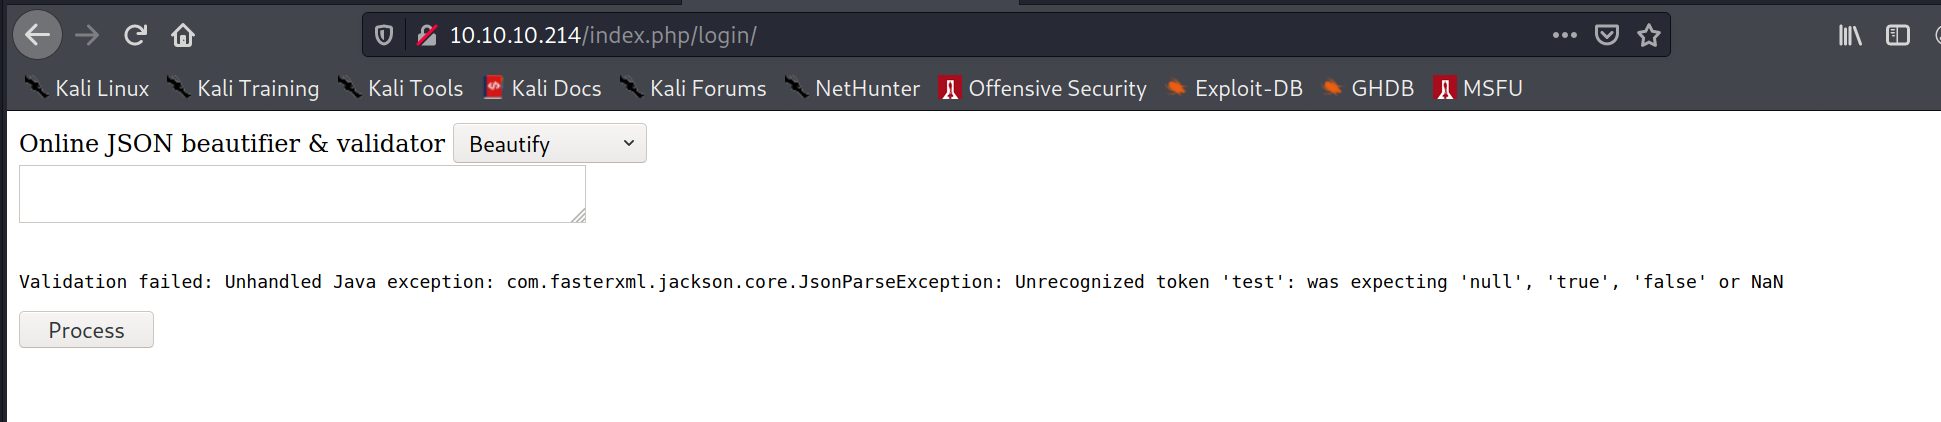 10.10.10.214/index.php/login/
Kali Linux Kali Training Kali Tools Kali Docs Kali Forums NetHunter Offensive Security Exploit-DB GHDB MSFU
Online JSON beautifier & validator Beautify
Validation failed: Unhandled Java exception: com.fasterxml.jackson.core.JsonParseException: Unrecognized token 'test': was expecting 'null', 'true', 'false' or NaN
Process